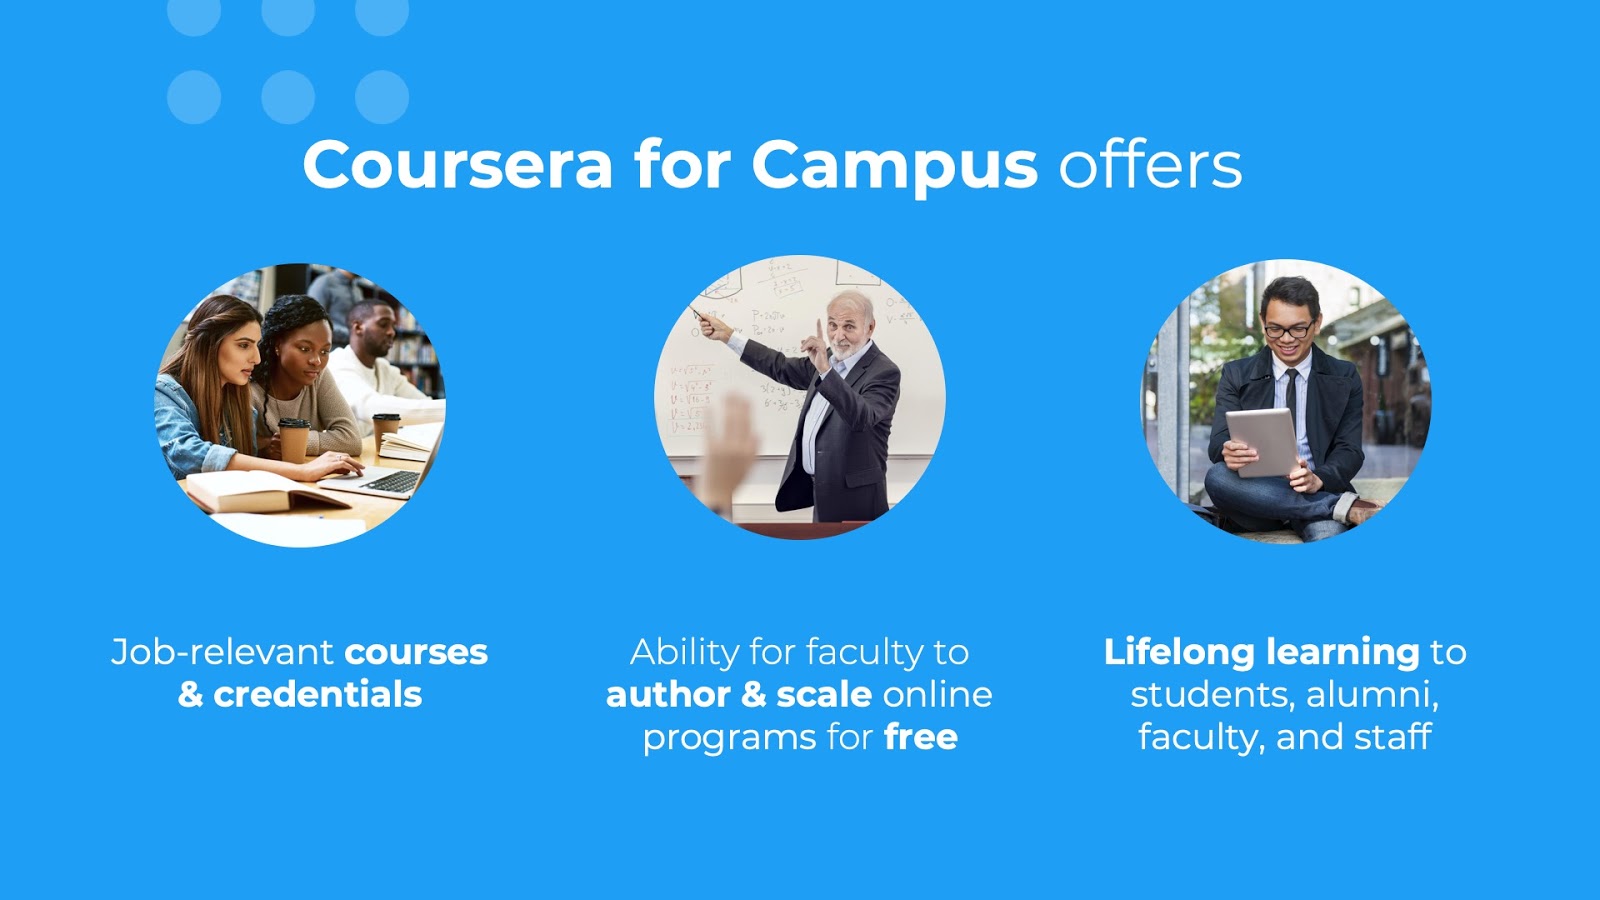 Coursera for Campus offers
Job-relevant courses
& credentials
Ability for faculty to
author & scale online
programs for free
Lifelong learning to
students, alumni,
faculty, and staff